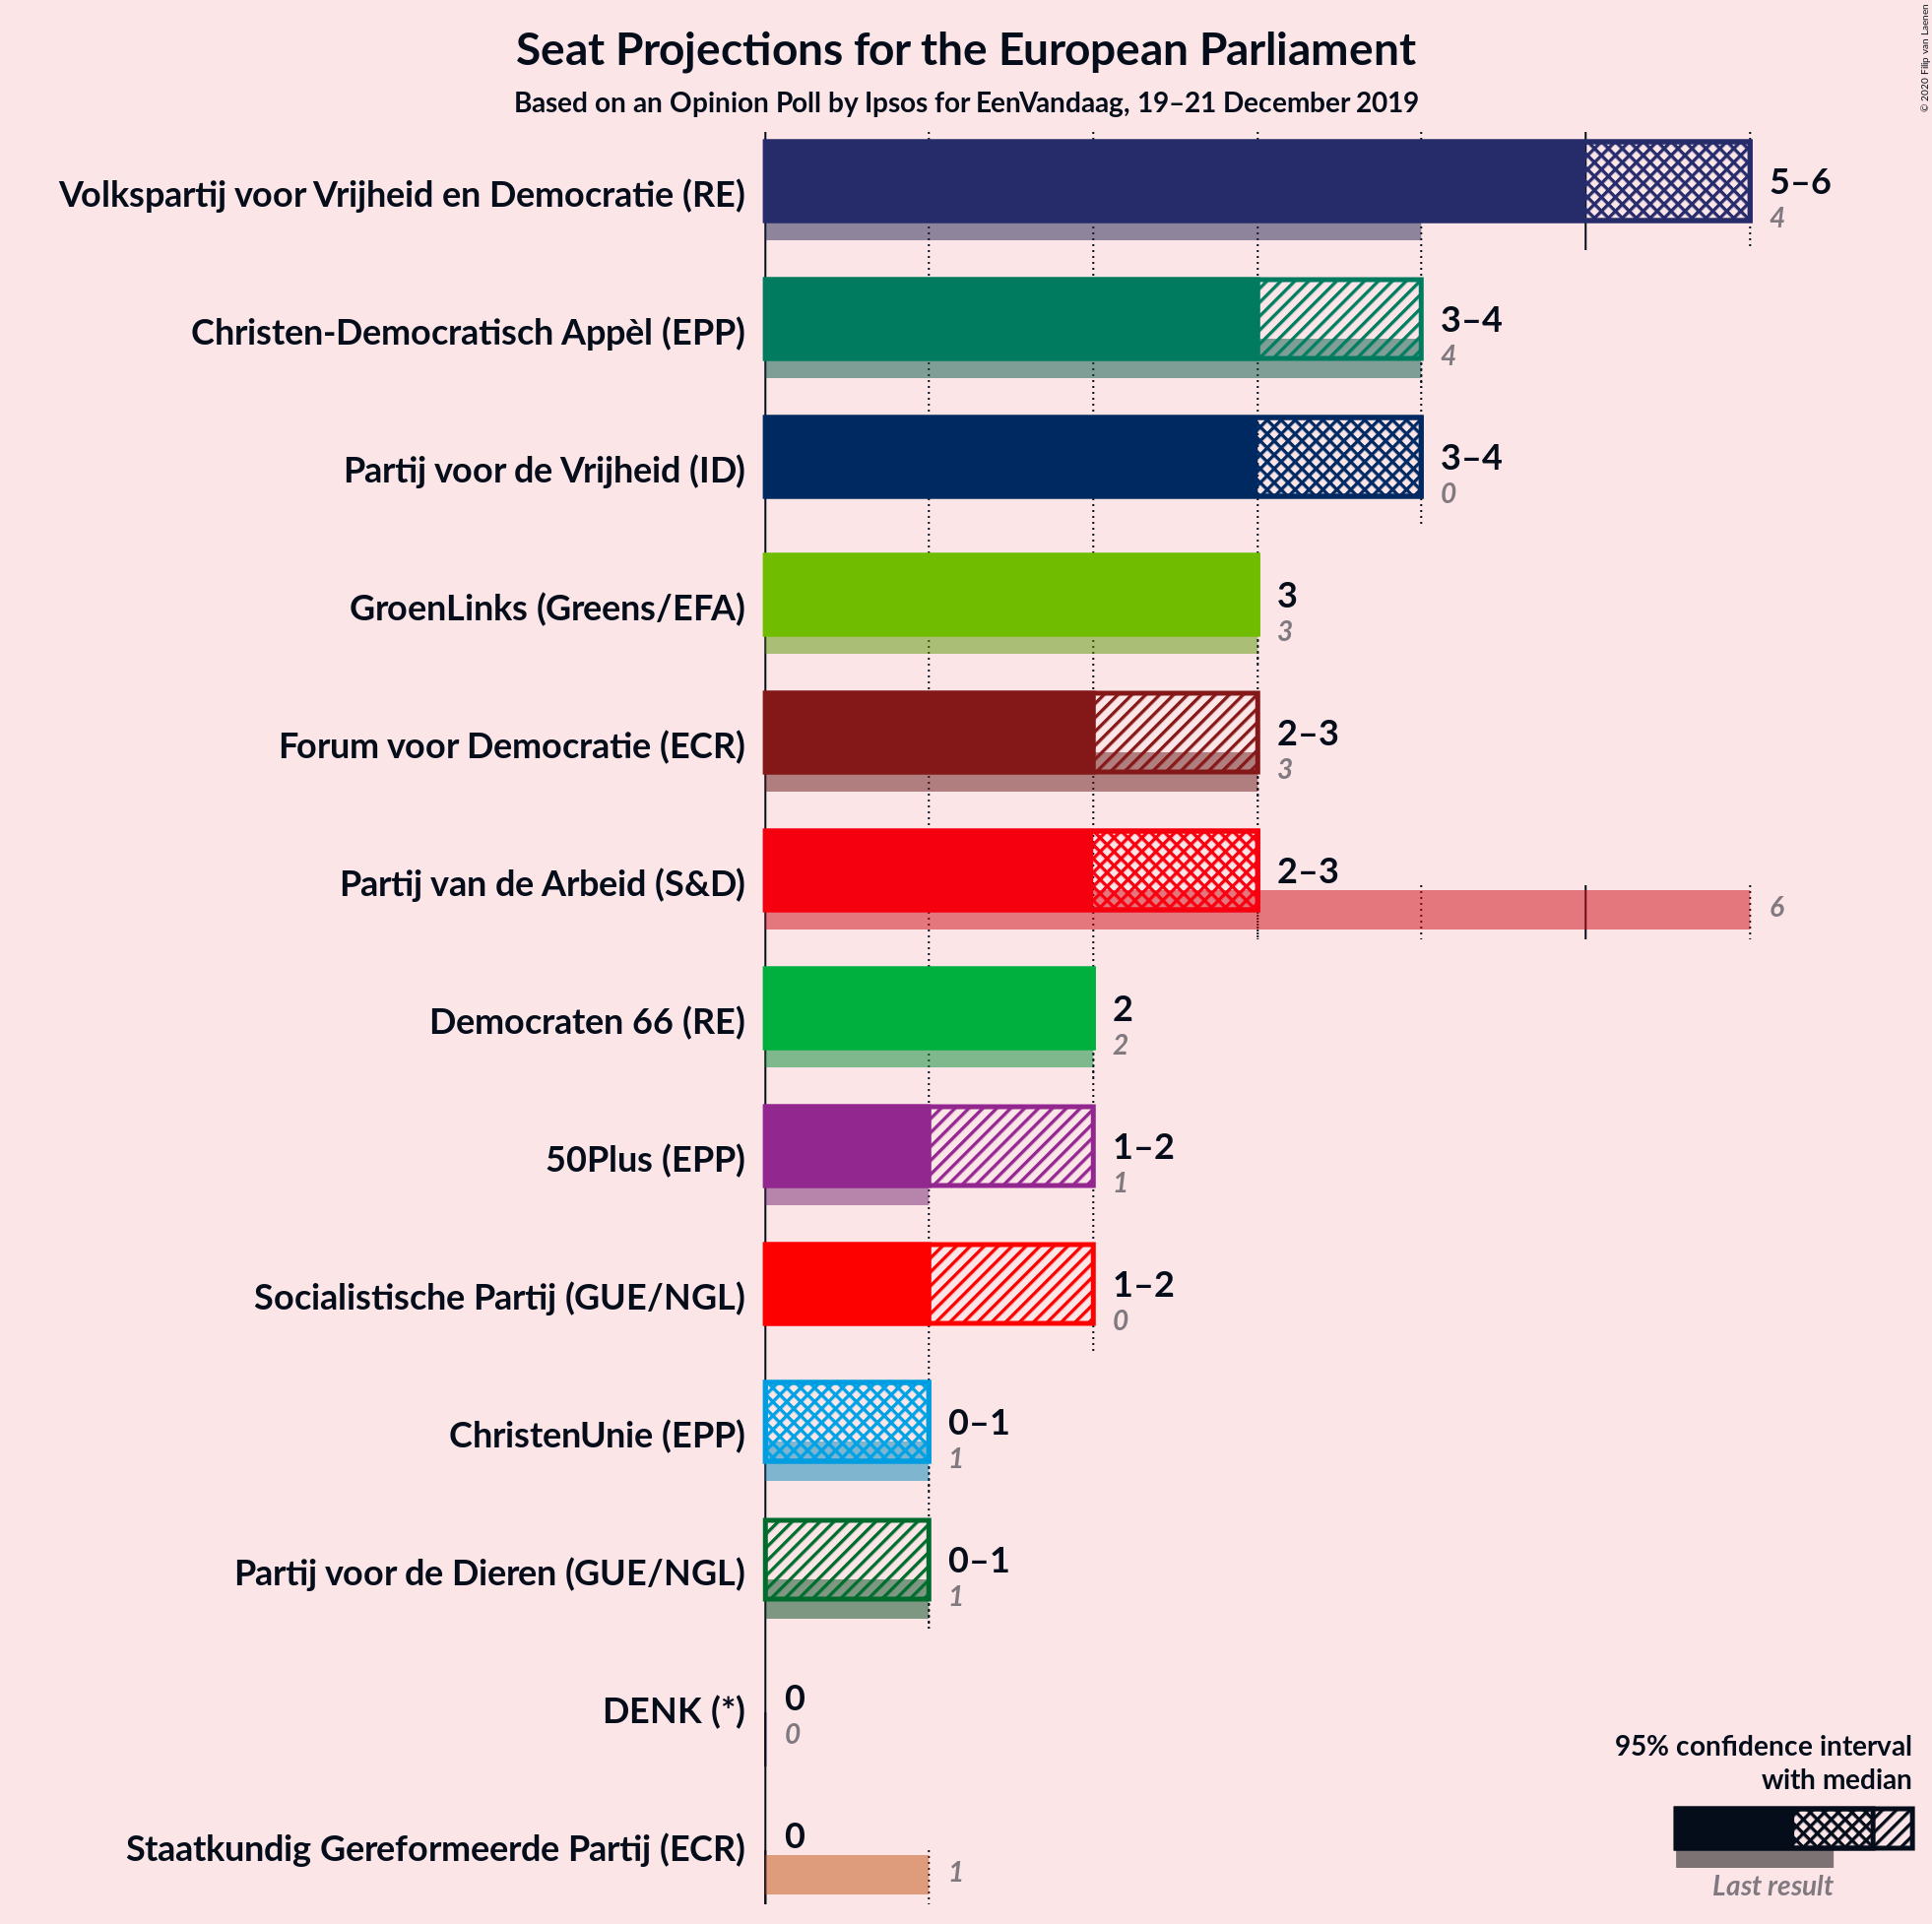 Seat Projections for the European Parliament
Based on an Opinion Poll by Ipsos for EenVandaag, 19–21 December 2019
© 2020 Filip van Laenen
Volkspartij voor Vrijheid en Democratie (RE)
5–6
4
Christen-Democratisch Appèl (EPP)
3–4
4
Partij voor de Vrijheid (ID)
3–4
0
GroenLinks (Greens/EFA)
3
3
Forum voor Democratie (ECR)
2–3
3
Partij van de Arbeid (S&D)
2–3
6
Democraten 66 (RE)
2
2
50Plus (EPP)
1–2
1
Socialistische Partij (GUE/NGL)
1–2
0
ChristenUnie (EPP)
0–1
1
Partij voor de Dieren (GUE/NGL)
0–1
1
DENK (*)
0
0
Staatkundig Gereformeerde Partij (ECR)
0
1
95% confidence interval
with median
Last result